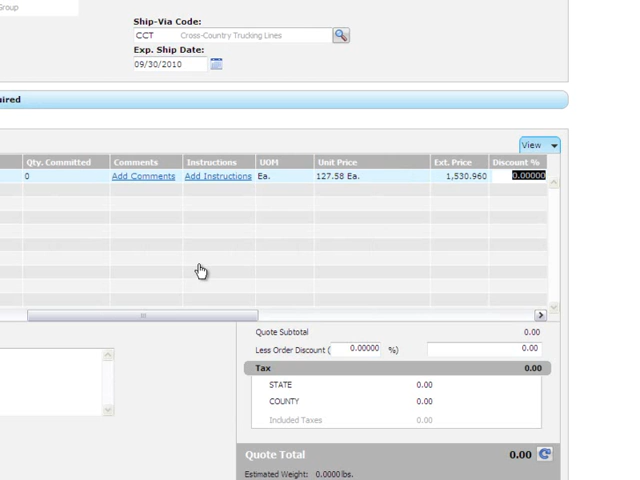 Group
Ship-Via Code:
CCT Cross-Country Trucking Lines
Exp. Ship Date:
09/30/2010
uired
View
Qty. Committed Comments Instructions UOM Unit Price Ext. Price Discount %
0 Add Comments Add Instructions Ea. 127.58 Ea. 1,530.960 0.00000
Quote Subtotal 0.00
Less Order Discount ( 0.00000 %) 0.00
Tax 0.00
STATE 0.00
COUNTY 0.00
Included Taxes 0.00
Quote Total 0.00
Estimated Weight: 0.0000 lbs.